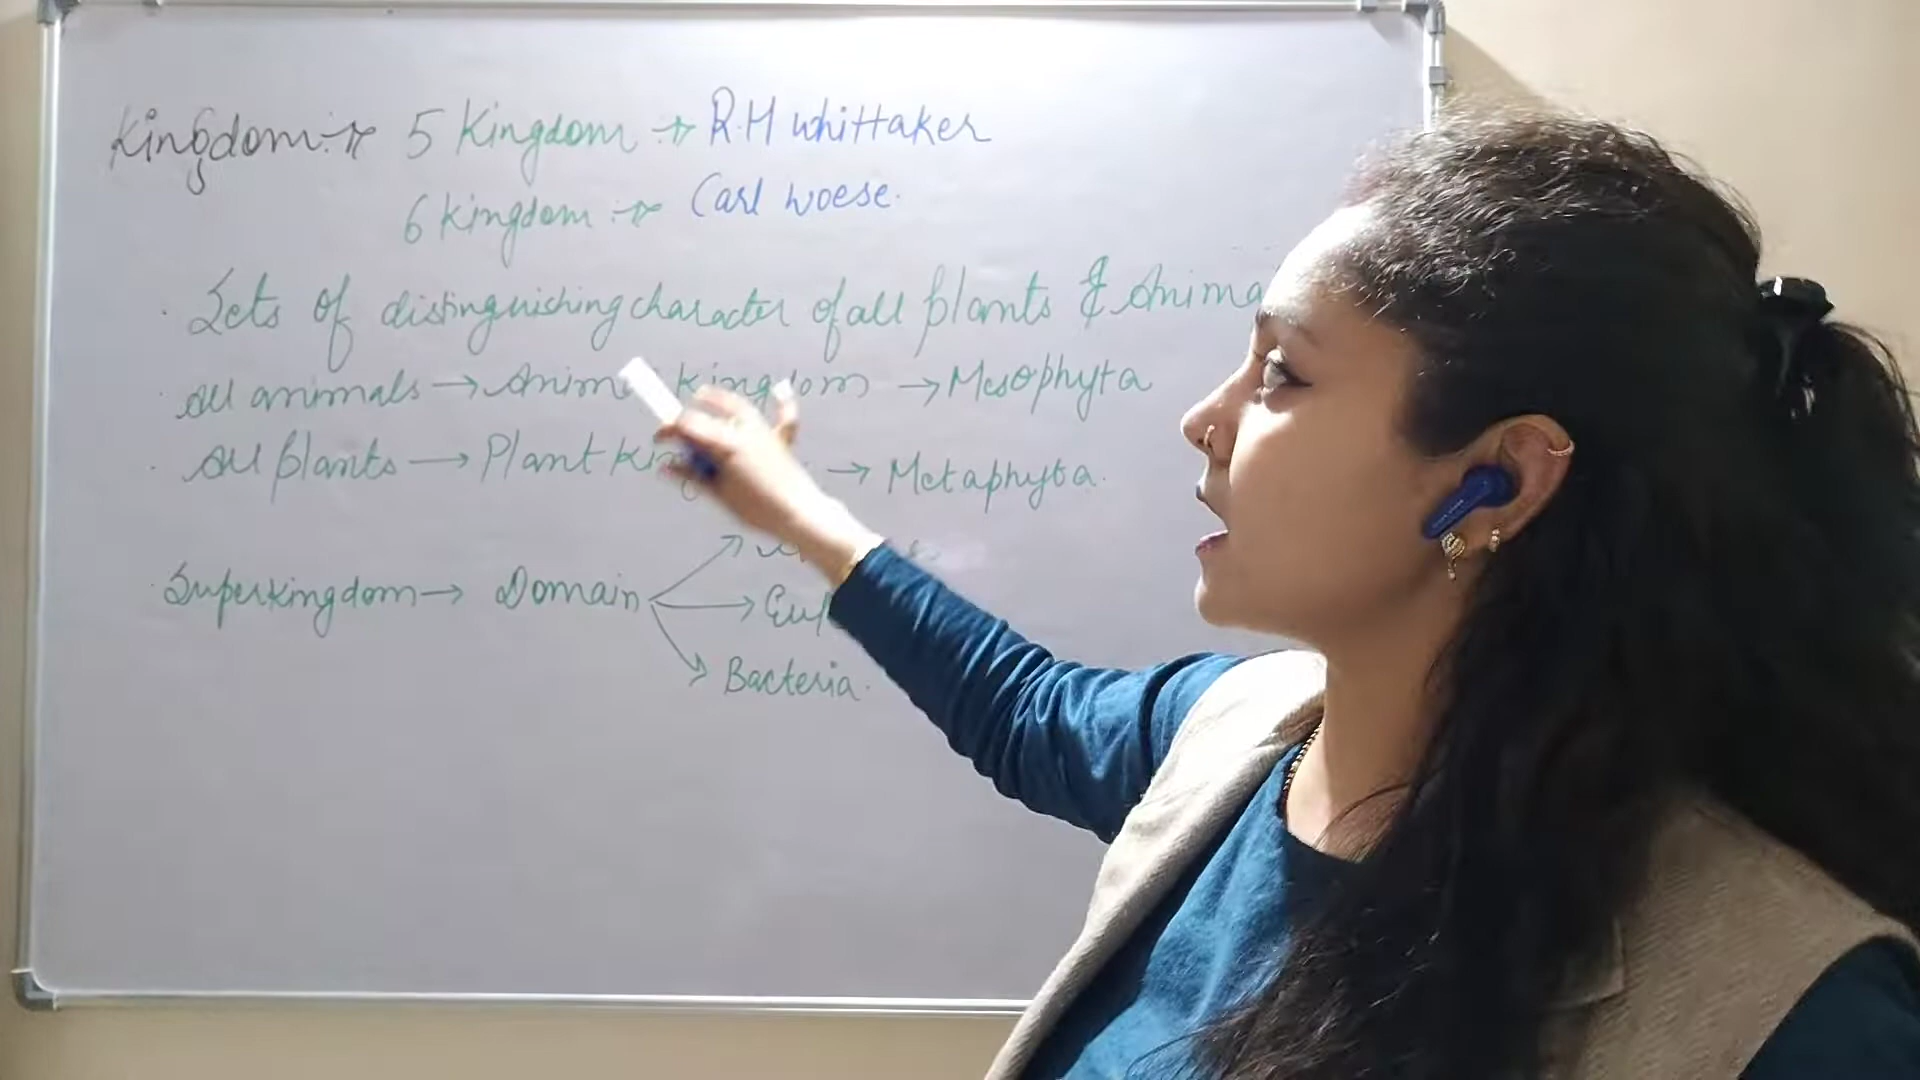 Kingdom :→ 5 Kingdom :→ R.H Whittaker
6 Kingdom :→ Carl Woese.
. Sets of distinguishing character of all plants & Anima
. All animals → Anim kingdom → Mesophyta
. All plants → Plant → Metaphyta.
. Superkingdom → Domain →
→
→ Bacteria.